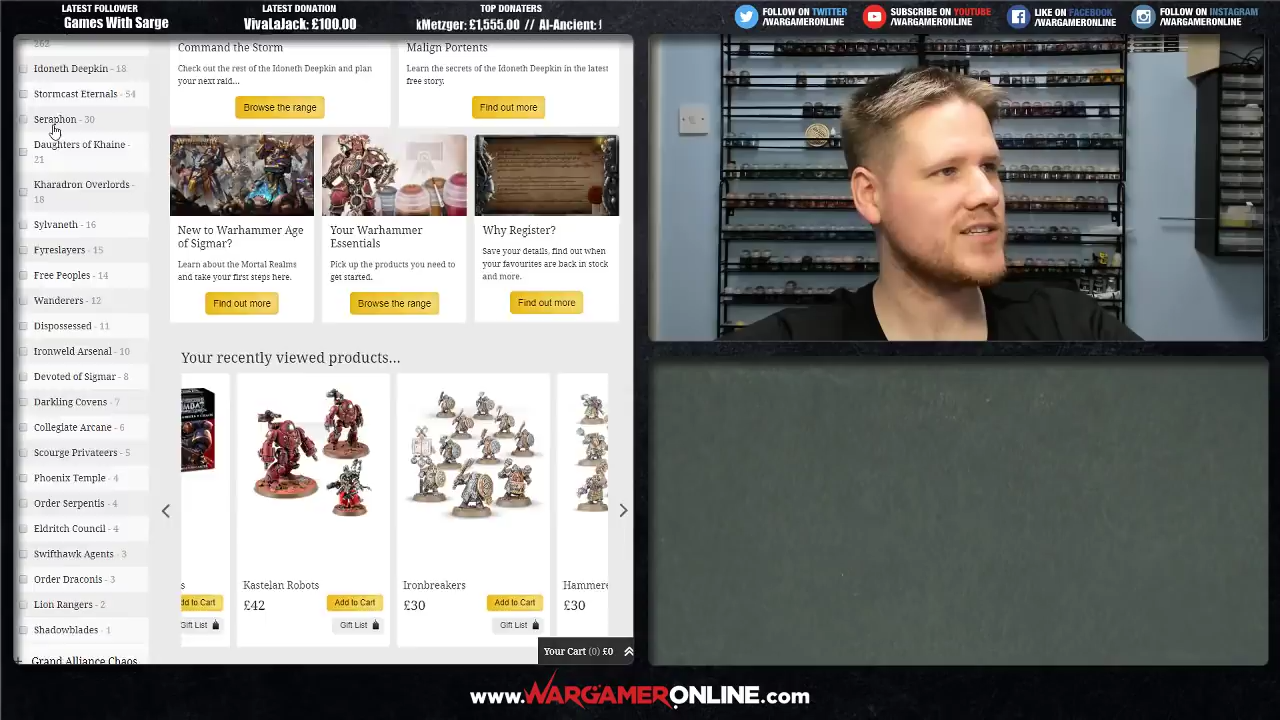 LATEST FOLLOWER
Games With Sarge
LATEST DONATION
VivaLaJack: £100.00
TOP DONATERS
kMetzger: £1,555.00 // Al-Ancient:
FOLLOW ON TWITTER
/WARGAMERONLINE
SUBSCRIBE ON YOUTUBE
/WARGAMERONLINE
LIKE ON FACEBOOK
/WARGAMERONLINE
FOLLOW ON INSTAGRAM
/WARGAMERONLINE
262
Idoneth Deepkin - 18
Stormcast Eternals - 54
Seraphon - 30
Daughters of Khaine -
21
Kharadron Overlords -
18
Sylvaneth - 16
Fyreslayers - 15
Free Peoples - 14
Wanderers - 12
Dispossessed - 11
Ironweld Arsenal - 10
Devoted of Sigmar - 8
Darkling Covens - 7
Collegiate Arcane - 6
Scourge Privateers - 5
Phoenix Temple - 4
Order Serpentis - 4
Eldritch Council - 4
Swifthawk Agents - 3
Order Draconis - 3
Lion Rangers - 2
Shadowblades - 1
Grand Alliance Chaos
Command the Storm
Check out the rest of the Idoneth Deepkin and plan
your next raid...
Browse the range
Malign Portents
Learn the secrets of the Idoneth Deepkin in the latest
free story.
Find out more
New to Warhammer Age
of Sigmar?
Learn about the Mortal Realms
and take your first steps here.
Find out more
Your Warhammer
Essentials
Pick up the products you need to
get started.
Browse the range
Why Register?
Save your details, find out when
your favourites are back in stock
and more.
Find out more
Your recently viewed products...
s
dd to Cart
Gift List
Kastelan Robots
£42
Add to Cart
Gift List
Ironbreakers
£30
Add to Cart
Gift List
Hammere
£30
Your Cart (0) £0
www.WARGAMERONLINE.com